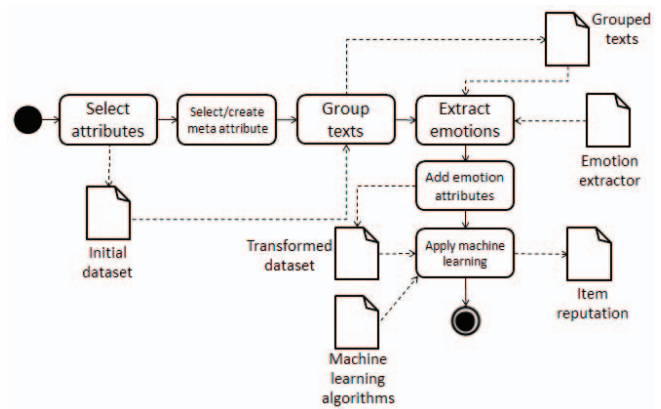 Grouped
texts
Select
attributes
Select/create
meta attribute
Group
texts
Extract
emotions
Emotion
extractor
Add emotion
attributes
Initial
dataset
Transformed
dataset
Apply machine
learning
Item
reputation
Machine
learning
algorithms